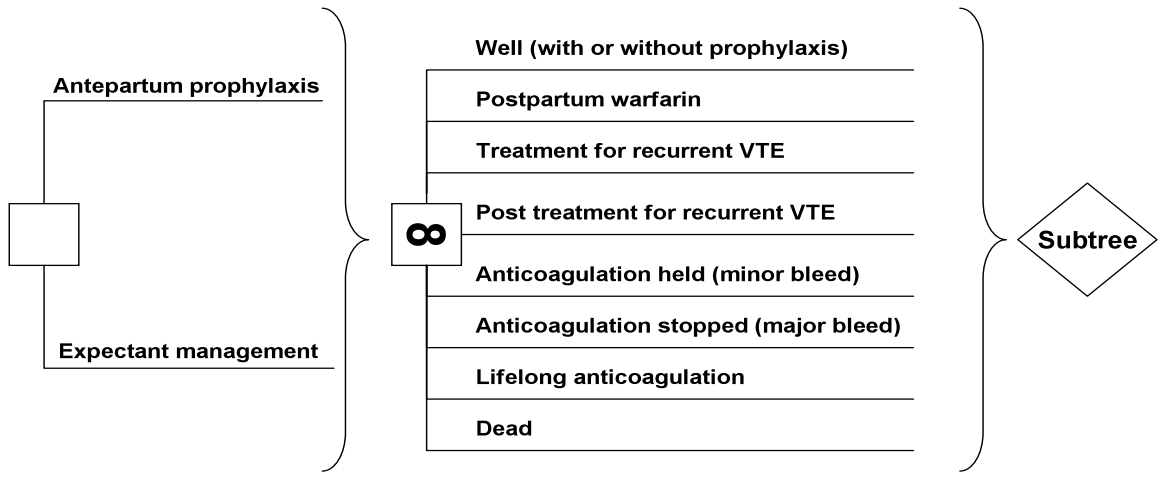 Antepartum prophylaxis
Expectant management
Well (with or without prophylaxis)
Postpartum warfarin
Treatment for recurrent VTE
8
Post treatment for recurrent VTE
Anticoagulation held (minor bleed)
Anticoagulation stopped (major bleed)
Lifelong anticoagulation
Dead
Subtree